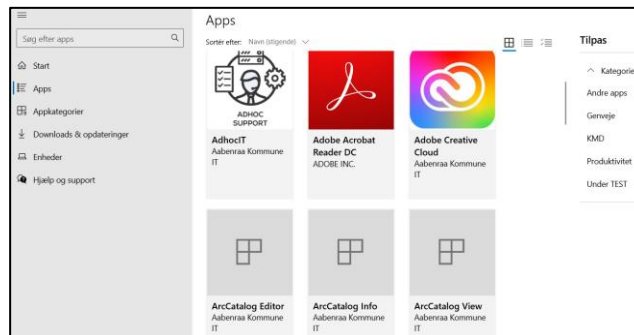 Søg efter apps
Start
Apps
Appkategorier
Downloads & opdateringer
Enheder
Hjælp og support
Apps
Sortér efter: Navn (stigende)
ADHOC
SUPPORT
AdhocIT
Aabenraa Kommune
IT
Adobe Acrobat
Reader DC
ADOBE INC.
Adobe Creative
Cloud
Aabenraa Kommune
IT
ArcCatalog Editor
Aabenraa Kommune
IT
ArcCatalog Info
Aabenraa Kommune
IT
ArcCatalog View
Aabenraa Kommune
IT
Tilpas
Kategorie
Andre apps
Genveje
KMD
Produktivitet
Under TEST